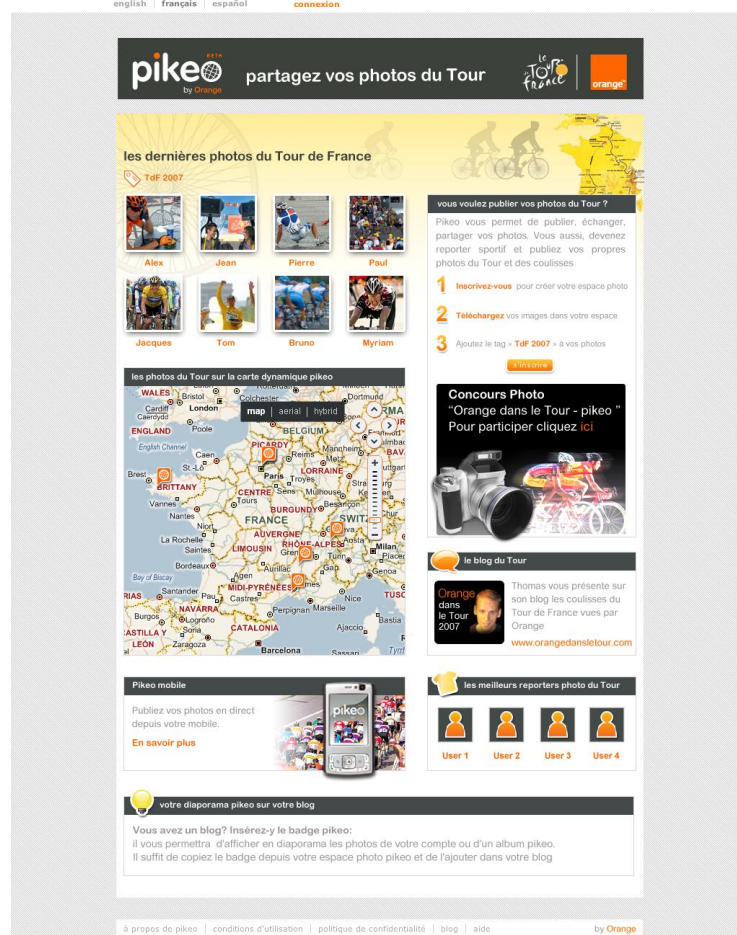 english | français | español connexion
pikeo BETA
by Orange
partagez vos photos du Tour
le Tour de france
orange™
les dernières photos du Tour de France
TdF 2007
Alex Jean Pierre Paul
Jacques Tom Bruno Myriam
vous voulez publier vos photos du Tour ?
Pikeo vous permet de publier, échanger,
partager vos photos. Vous aussi, devenez
reporter sportif et publiez vos propres
photos du Tour et des coulisses
1 Inscrivez-vous pour créer votre espace photo
2 Téléchargez vos images dans votre espace
3 Ajoutez le tag « TdF 2007 » à vos photos
s'inscrire
les photos du Tour sur la carte dynamique pikeo
map | aerial | hybrid
WALES
Bristol
Colchester
Rotterdam
Dortmund
Cardiff
Caerdydd
London
ENGLAND
Poole
BELGIUM
English Channel
PICARDY
Mannheim
Caen
Reims
Metz
St.-Lô
Paris
Troyes
LORRAINE
Brest
BRITTANY
CENTRE
Sens
Mulhouse
Vannes
Tours
BURGUNDY
Besançon
Nantes
FRANCE
Niort
La Rochelle
AUVERGNE
RHÔNE-ALPES
Aosta
Milan
Saintes
LIMOUSIN
Turin
Bordeaux
Aurillac
Gap
Genoa
Bay of Biscay
Agen
MIDI-PYRÉNÉES
Santander
Pau
Castres
Nice
NAVARRA
Perpignan
Marseille
Burgos
Logroño
Bastia
Soria
CATALONIA
Ajaccio
LEÓN
Zaragoza
Barcelona
Sassari
Concours Photo
“Orange dans le Tour - pikeo ”
Pour participer cliquez ici
le blog du Tour
Orange
dans
le Tour
2007
Thomas vous présente sur
son blog les coulisses du
Tour de France vues par
Orange
www.orangedansletour.com
Pikeo mobile
Publiez vos photos en direct
depuis votre mobile.
En savoir plus
pikeo
les meilleurs reporters photo du Tour
User 1 User 2 User 3 User 4
votre diaporama pikeo sur votre blog
Vous avez un blog? Insérez-y le badge pikeo:
il vous permettra d'afficher en diaporama les photos de votre compte ou d'un album pikeo.
Il suffit de copiez le badge depuis votre espace photo pikeo et de l'ajouter dans votre blog
à propos de pikeo | conditions d'utilisation | politique de confidentialité | blog | aide
by Orange